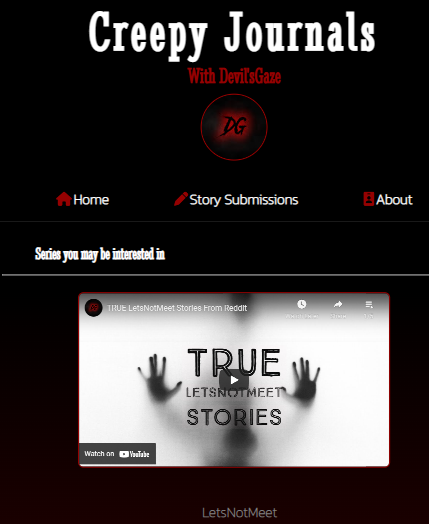 Creepy Journals
With Devil'sGaze
DG
Home
Story Submissions
About
Series you may be interested in
DG
TRUE LetsNotMeet Stories From Reddit
TRUE
LETSNOTMEET
STORIES
Watch on YouTube
LetsNotMeet